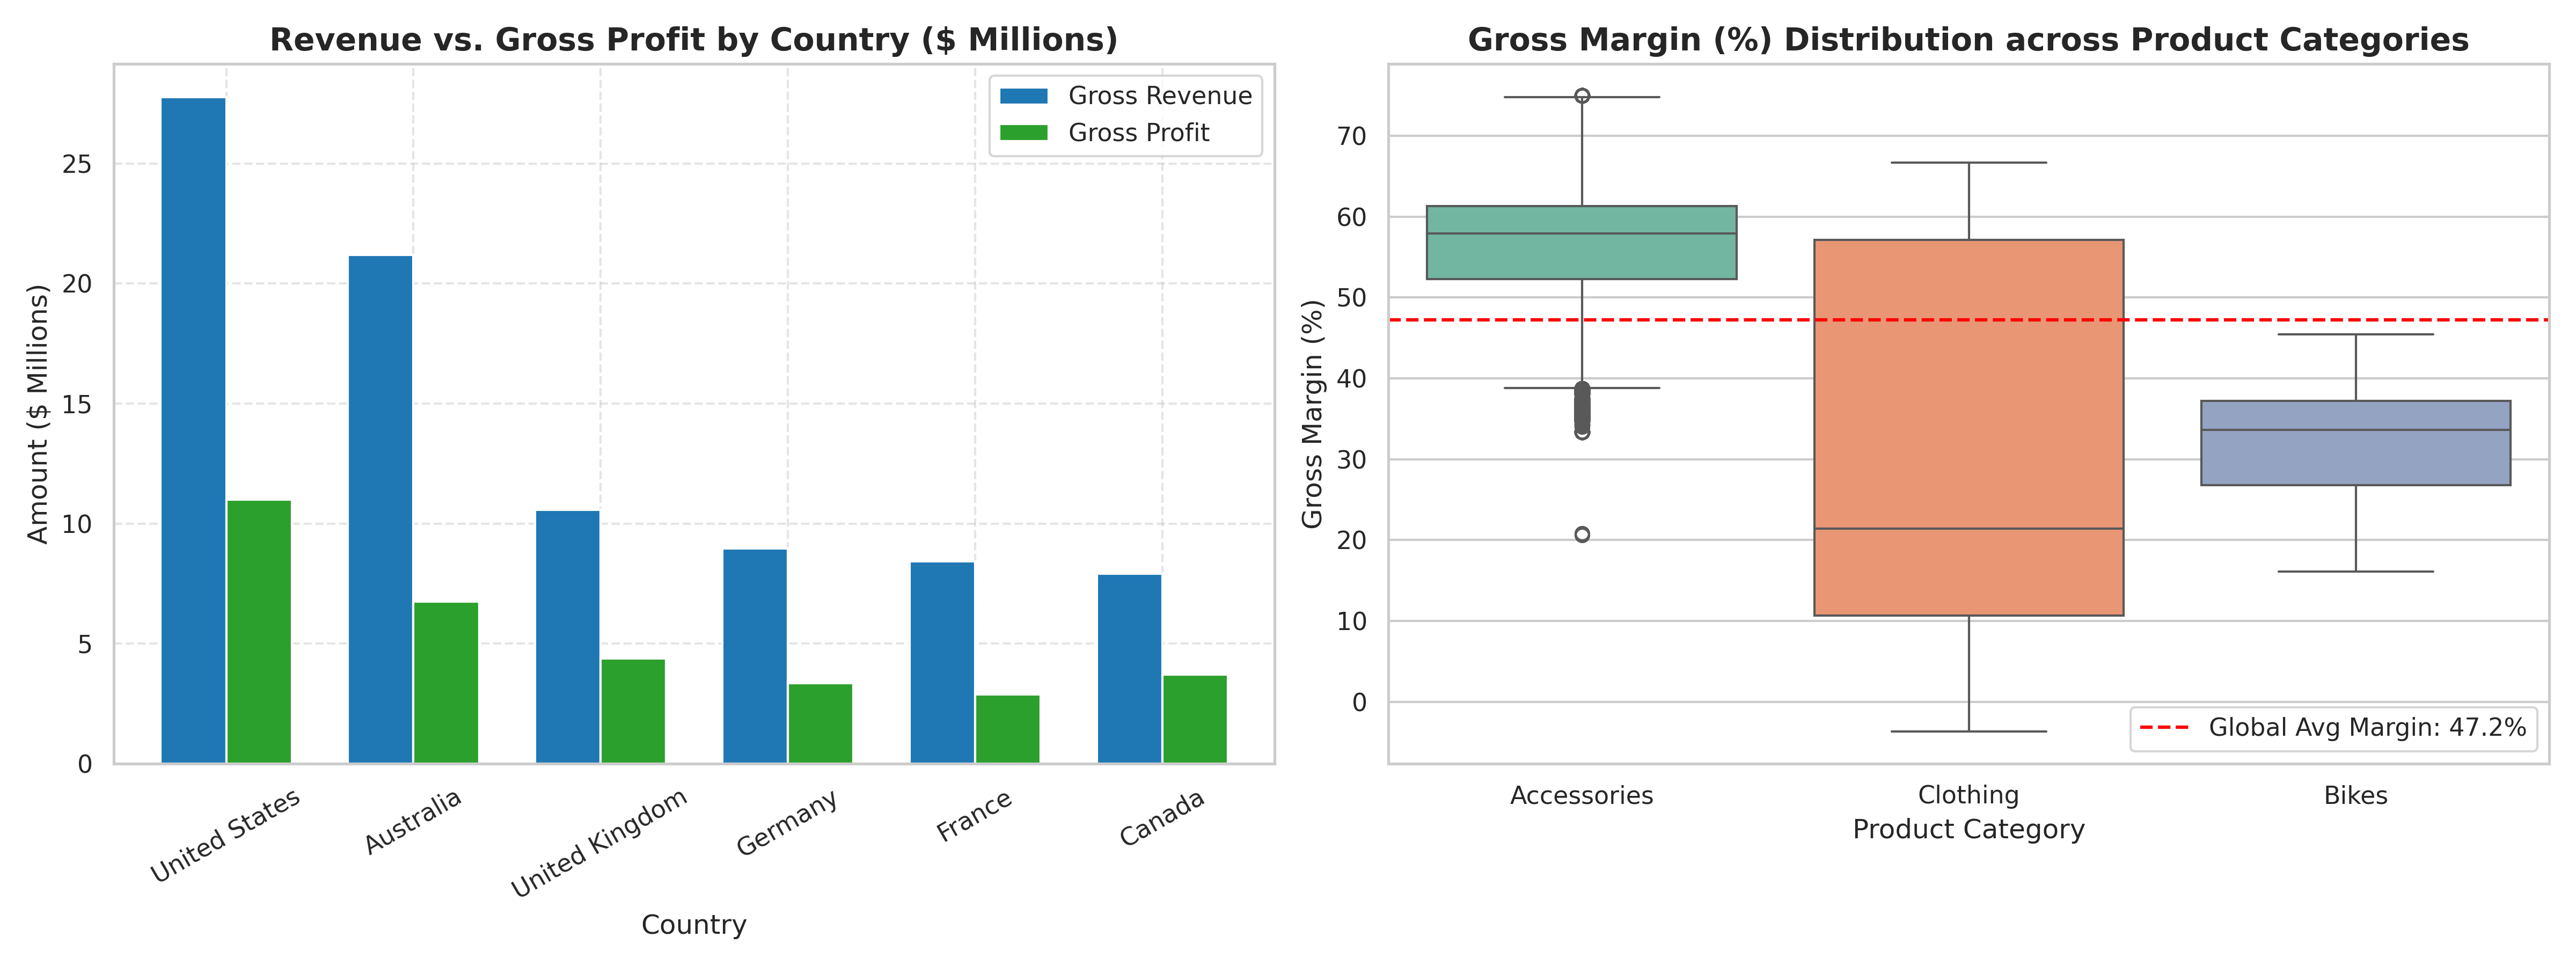 Revenue vs. Gross Profit by Country ($ Millions)
Gross Revenue
Gross Profit
Amount ($ Millions)
25
20
15
10
5
0
United States
Australia
United Kingdom
Germany
France
Canada
Country
Gross Margin (%) Distribution across Product Categories
Gross Margin (%)
70
60
50
40
30
20
10
0
Global Avg Margin: 47.2%
Accessories
Clothing
Bikes
Product Category